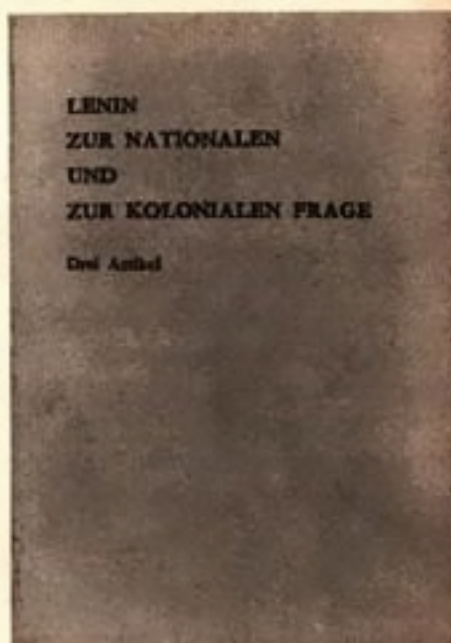 LENIN
ZUR NATIONALEN
UND
ZUR KOLONIALEN FRAGE
Drei Artikel